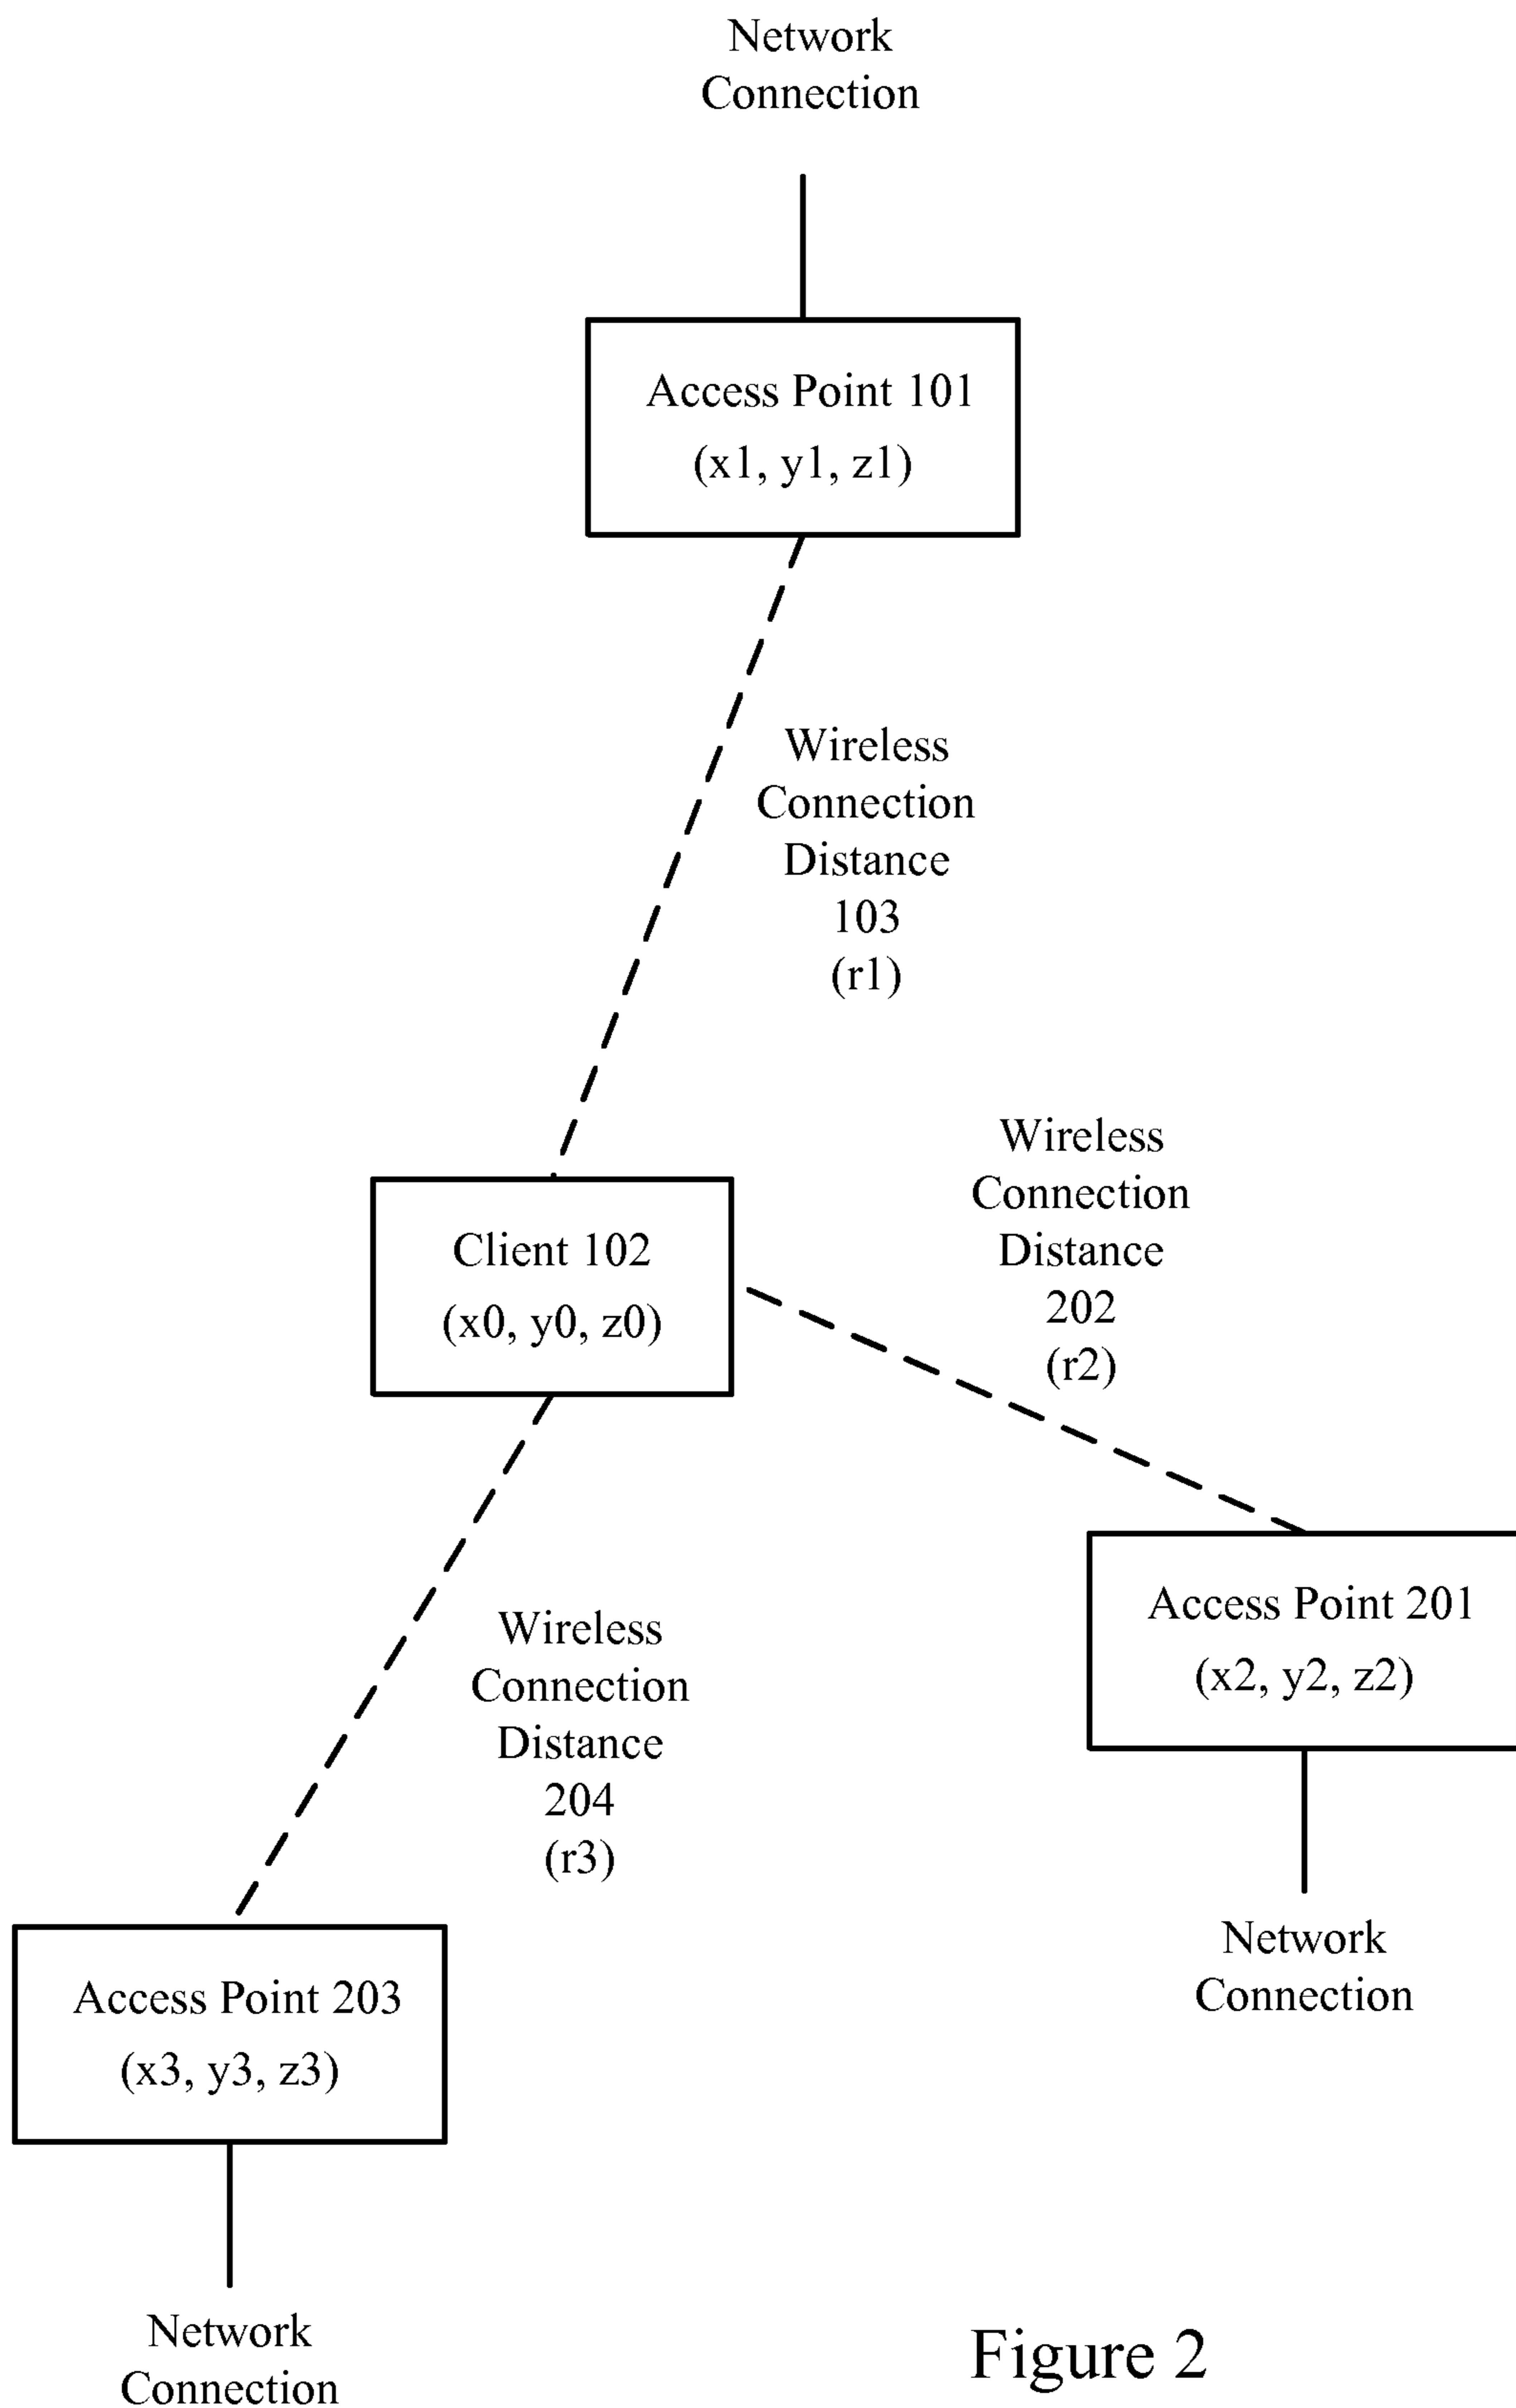 Network
Connection
Access Point 101
(x1, y1, z1)
Wireless
Connection
Distance
103
(r1)
Client 102
(x0, y0, z0)
Wireless
Connection
Distance
202
(r2)
Access Point 201
(x2, y2, z2)
Network
Connection
Wireless
Connection
Distance
204
(r3)
Access Point 203
(x3, y3, z3)
Network
Connection
Figure 2